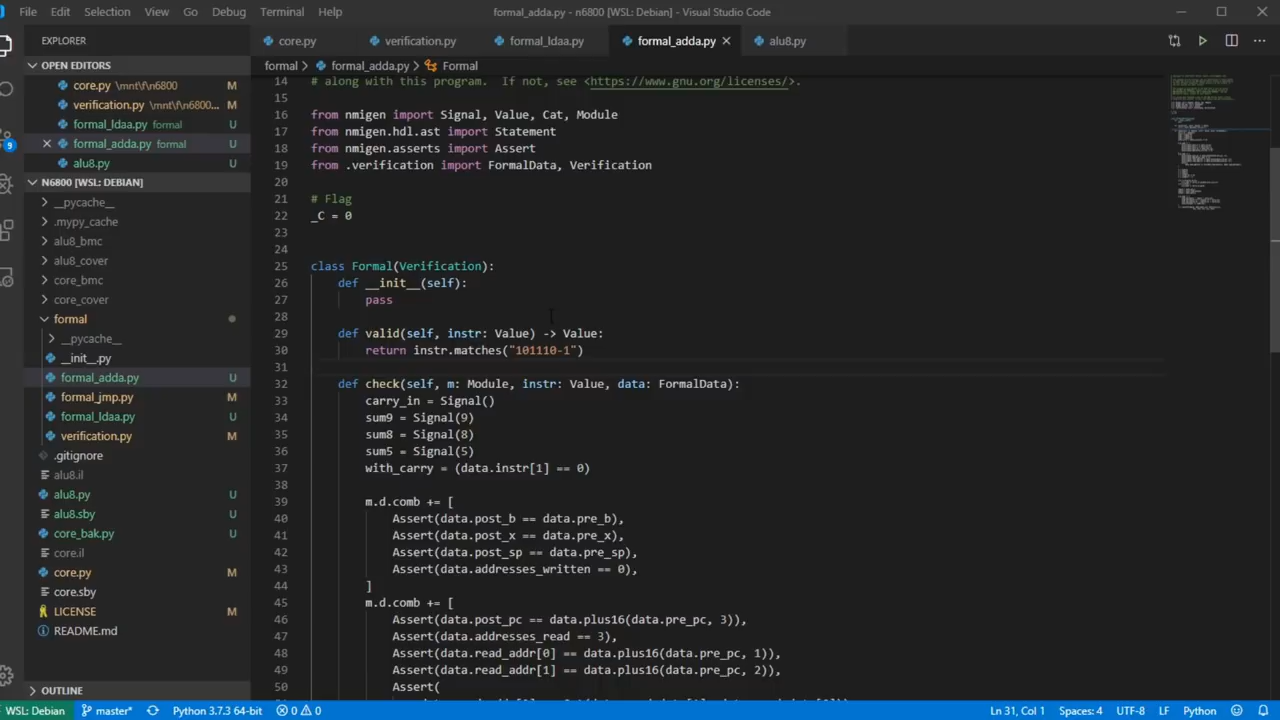 File Edit Selection View Go Debug Terminal Help formal_adda.py - n6800 [WSL: Debian] - Visual Studio Code
EXPLORER
OPEN EDITORS
core.py \mnt\f\n6800 M
verification.py \mnt\f\n6800... M
formal_ldaa.py formal U
formal_adda.py formal U
alu8.py U
9
N6800 [WSL: DEBIAN]
__pycache__
.mypy_cache
alu8_bmc
alu8_cover
core_bmc
core_cover
formal
__pycache__
__init__.py
formal_adda.py U
formal_jmp.py M
formal_ldaa.py U
verification.py M
.gitignore
alu8.il
alu8.py U
alu8.sby U
core_bak.py U
core.il
core.py M
core.sby
LICENSE M
README.md
OUTLINE
core.py verification.py formal_ldaa.py formal_adda.py alu8.py
formal formal_adda.py Formal
14 # along with this program. If not, see <https://www.gnu.org/licenses/>.
15
16 from nmigen import Signal, Value, Cat, Module
17 from nmigen.hdl.ast import Statement
18 from nmigen.asserts import Assert
19 from .verification import FormalData, Verification
20
21 # Flag
22 _C = 0
23
24
25 class Formal(Verification):
26 def __init__(self):
27 pass
28
29 def valid(self, instr: Value) -> Value:
30 return instr.matches("101110-1")
31
32 def check(self, m: Module, instr: Value, data: FormalData):
33 carry_in = Signal()
34 sum9 = Signal(9)
35 sum8 = Signal(8)
36 sum5 = Signal(5)
37 with_carry = (data.instr[1] == 0)
38
39 m.d.comb += [
40 Assert(data.post_b == data.pre_b),
41 Assert(data.post_x == data.pre_x),
42 Assert(data.post_sp == data.pre_sp),
43 Assert(data.addresses_written == 0),
44 ]
45 m.d.comb += [
46 Assert(data.post_pc == data.plus16(data.pre_pc, 3)),
47 Assert(data.addresses_read == 3),
48 Assert(data.read_addr[0] == data.plus16(data.pre_pc, 1)),
49 Assert(data.read_addr[1] == data.plus16(data.pre_pc, 2)),
50 Assert(
WSL: Debian master* Python 3.7.3 64-bit 0 0 Ln 31, Col 1 Spaces: 4 UTF-8 LF Python